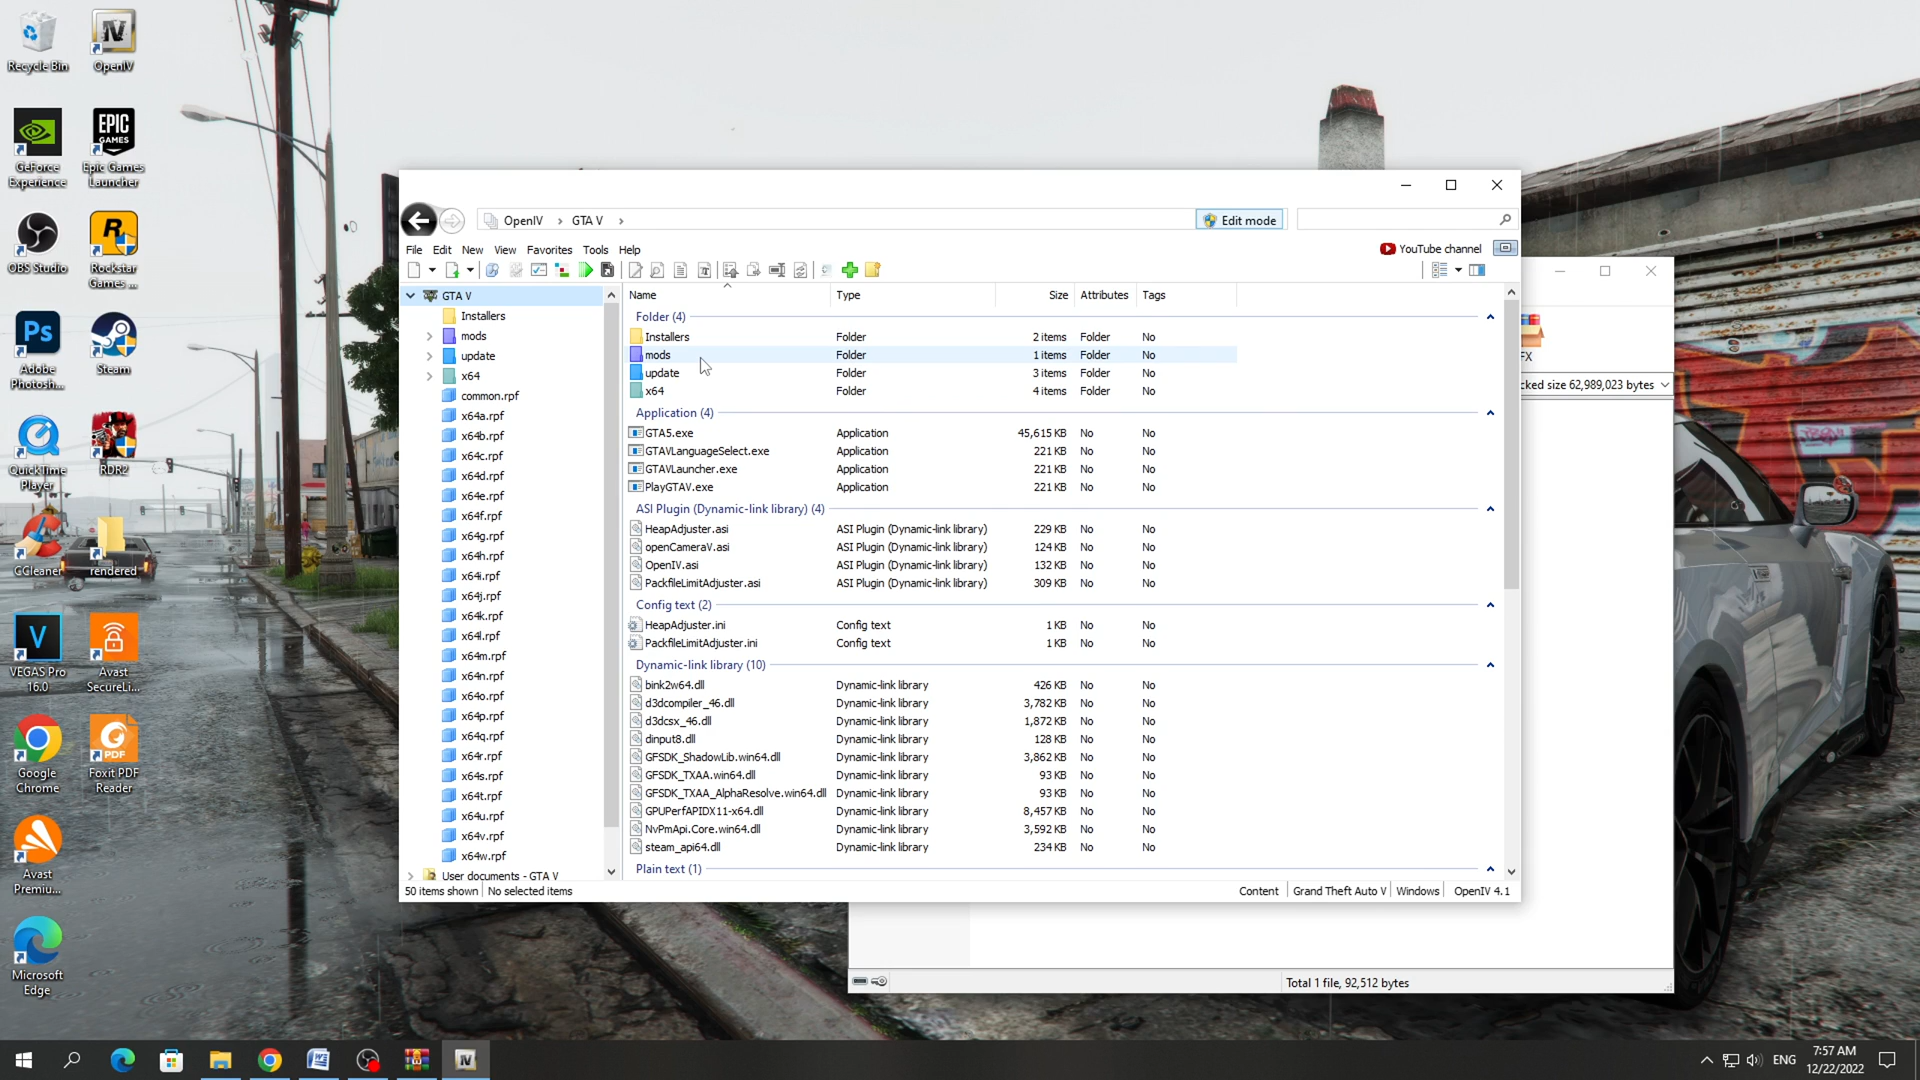 Recycle Bin
OpenIV
GeForce Experience
Epic Games Launcher
OBS Studio
Rockstar Games ...
Adobe Photosh...
Steam
QuickTime Player
RDR2
CCleaner
rendered
VEGAS Pro 16.0
Avast SecureLi...
Google Chrome
Foxit PDF Reader
Avast Premiu...
Microsoft Edge
OpenIV > GTA V >
Edit mode
File Edit New View Favorites Tools Help
YouTube channel
GTA V
Installers
mods
update
x64
common.rpf
x64a.rpf
x64b.rpf
x64c.rpf
x64d.rpf
x64e.rpf
x64f.rpf
x64g.rpf
x64h.rpf
x64i.rpf
x64j.rpf
x64k.rpf
x64l.rpf
x64m.rpf
x64n.rpf
x64o.rpf
x64p.rpf
x64q.rpf
x64r.rpf
x64s.rpf
x64t.rpf
x64u.rpf
x64v.rpf
x64w.rpf
User documents - GTA V
Name Type Size Attributes Tags
Folder (4)
Installers Folder 2 items Folder No
mods Folder 1 items Folder No
update Folder 3 items Folder No
x64 Folder 4 items Folder No
Application (4)
GTA5.exe Application 45,615 KB No No
GTAVLanguageSelect.exe Application 221 KB No No
GTAVLauncher.exe Application 221 KB No No
PlayGTAV.exe Application 221 KB No No
ASI Plugin (Dynamic-link library) (4)
HeapAdjuster.asi ASI Plugin (Dynamic-link library) 229 KB No No
openCameraV.asi ASI Plugin (Dynamic-link library) 124 KB No No
OpenIV.asi ASI Plugin (Dynamic-link library) 132 KB No No
PackfileLimitAdjuster.asi ASI Plugin (Dynamic-link library) 309 KB No No
Config text (2)
HeapAdjuster.ini Config text 1 KB No No
PackfileLimitAdjuster.ini Config text 1 KB No No
Dynamic-link library (10)
bink2w64.dll Dynamic-link library 426 KB No No
d3dcompiler_46.dll Dynamic-link library 3,782 KB No No
d3dcsx_46.dll Dynamic-link library 1,872 KB No No
dinput8.dll Dynamic-link library 128 KB No No
GFSDK_ShadowLib.win64.dll Dynamic-link library 3,862 KB No No
GFSDK_TXAA.win64.dll Dynamic-link library 93 KB No No
GFSDK_TXAA_AlphaResolve.win64.dll Dynamic-link library 93 KB No No
GPUPerfAPIDX11-x64.dll Dynamic-link library 8,457 KB No No
NvPmApi.Core.win64.dll Dynamic-link library 3,592 KB No No
steam_api64.dll Dynamic-link library 234 KB No No
Plain text (1)
50 items shown No selected items
Content Grand Theft Auto V Windows OpenIV 4.1
FX
cked size 62,989,023 bytes
Total 1 file, 92,512 bytes
ENG
7:57 AM
12/22/2022